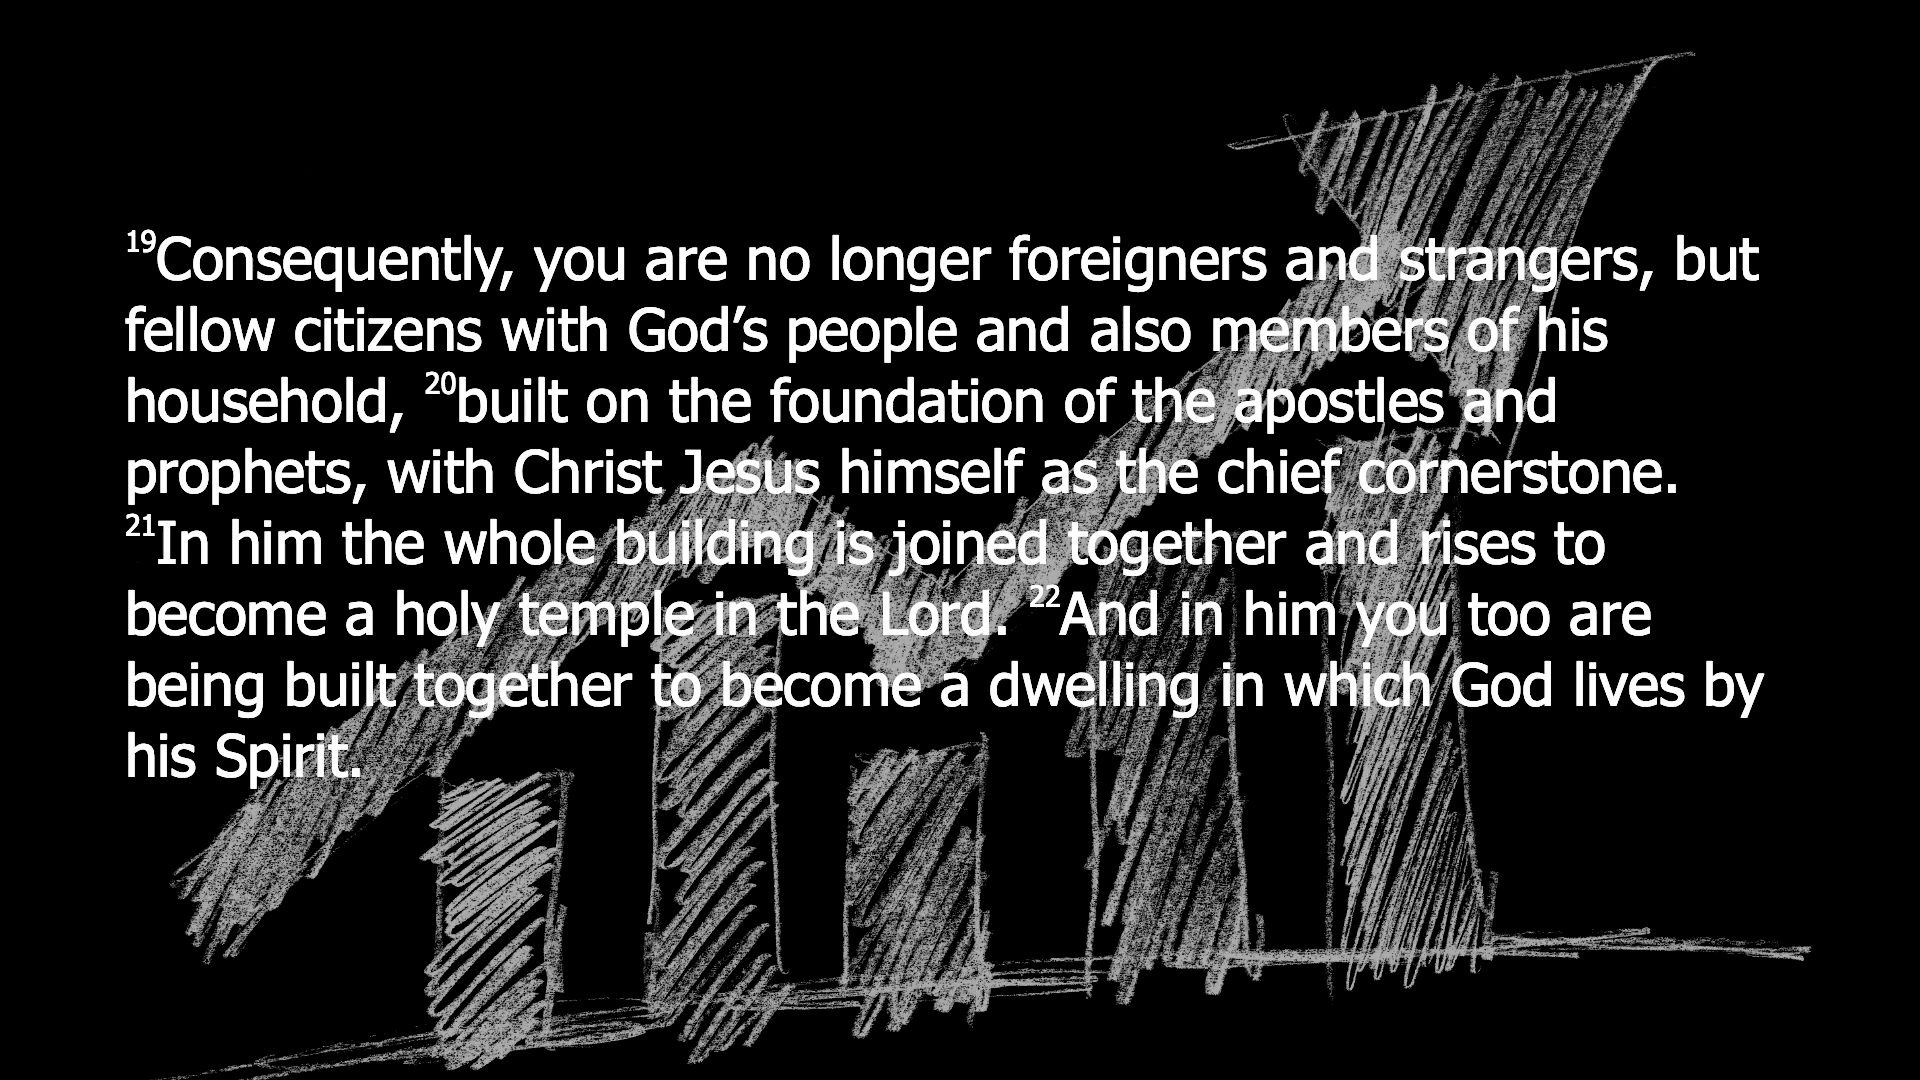 19Consequently, you are no longer foreigners and strangers, but
fellow citizens with God’s people and also members of his
household, 20built on the foundation of the apostles and
prophets, with Christ Jesus himself as the chief cornerstone.
21In him the whole building is joined together and rises to
become a holy temple in the Lord. 22And in him you too are
being built together to become a dwelling in which God lives by
his Spirit.